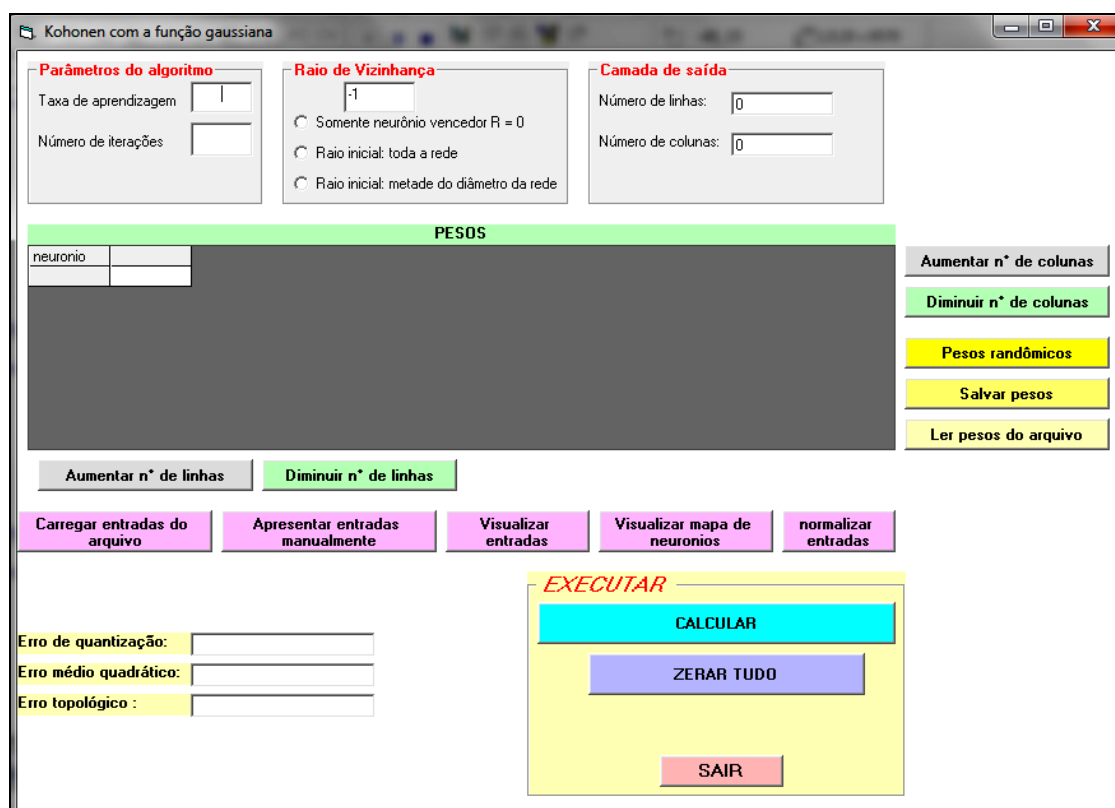 Kohonen com a função gaussiana
Parâmetros do algoritmo
Taxa de aprendizagem
Número de iterações
Raio de Vizinhança
-1
Somente neurônio vencedor R = 0
Raio inicial: toda a rede
Raio inicial: metade do diâmetro da rede
Camada de saída
Número de linhas: 0
Número de colunas: 0
PESOS
neuronio
Aumentar n° de colunas
Diminuir n° de colunas
Pesos randômicos
Salvar pesos
Ler pesos do arquivo
Aumentar n° de linhas
Diminuir n° de linhas
Carregar entradas do
arquivo
Apresentar entradas
manualmente
Visualizar
entradas
Visualizar mapa de
neuronios
normalizar
entradas
EXECUTAR
CALCULAR
ZERAR TUDO
SAIR
Erro de quantização:
Erro médio quadrático:
Erro topológico :